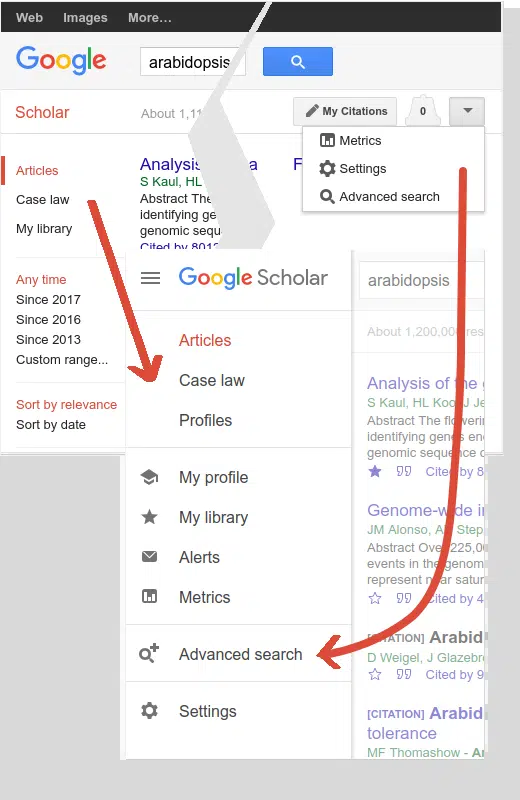 Web Images More...
Google arabidopsis
Scholar About 1,11 My Citations 0
Metrics
Settings
Advanced search
Articles
Case law
My library
Any time
Since 2017
Since 2016
Since 2013
Custom range...
Sort by relevance
Sort by date
Analysis
S Kaul, HL
Abstract The
identifying ge
genomic sequ
Cited by 8012
Google Scholar
Articles
Case law
Profiles
My profile
My library
Alerts
Metrics
Advanced search
Settings
arabidopsis
About 1,200,000 res
Analysis of the g
S Kaul, HL Koo, J Je
Abstract The flowerin
identifying genes en
genomic sequence o
Cited by 8
Genome-wide in
JM Alonso, AN Step
Abstract Over 225,00
events in the genom
represent near satur
Cited by 4
[CITATION] Arabid
D Weigel, J Glazebro
Cited by 9
[CITATION] Arabid
tolerance
MF Thomashow - An